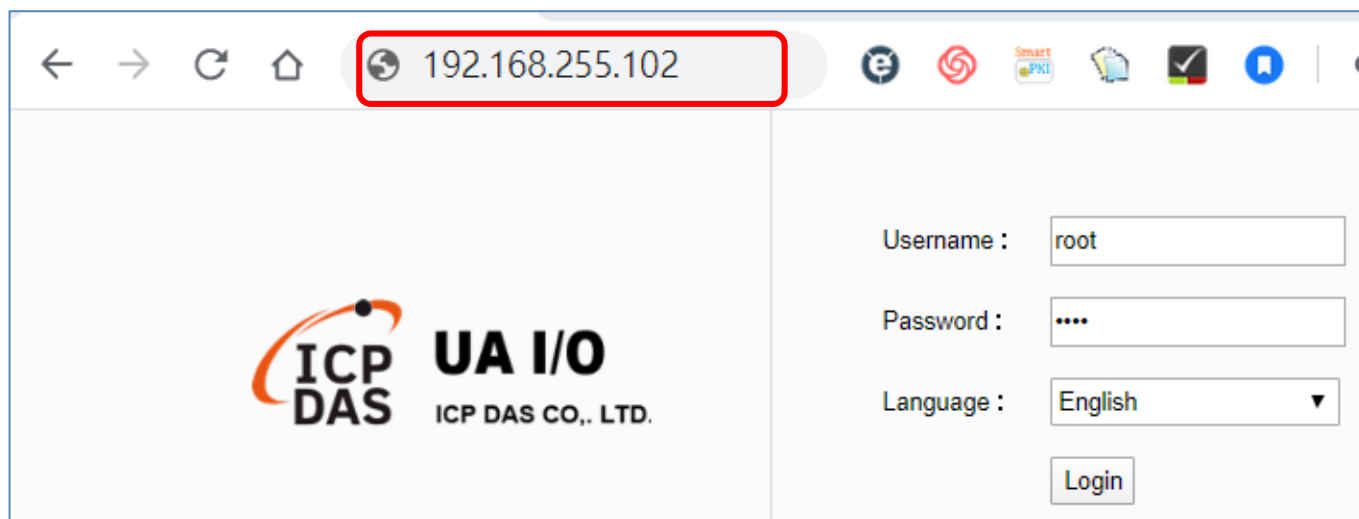 192.168.255.102
Smart
PKI
Username :
root
Password :
••••
Language :
English
Login
ICP
DAS
UA I/O
ICP DAS CO,. LTD.